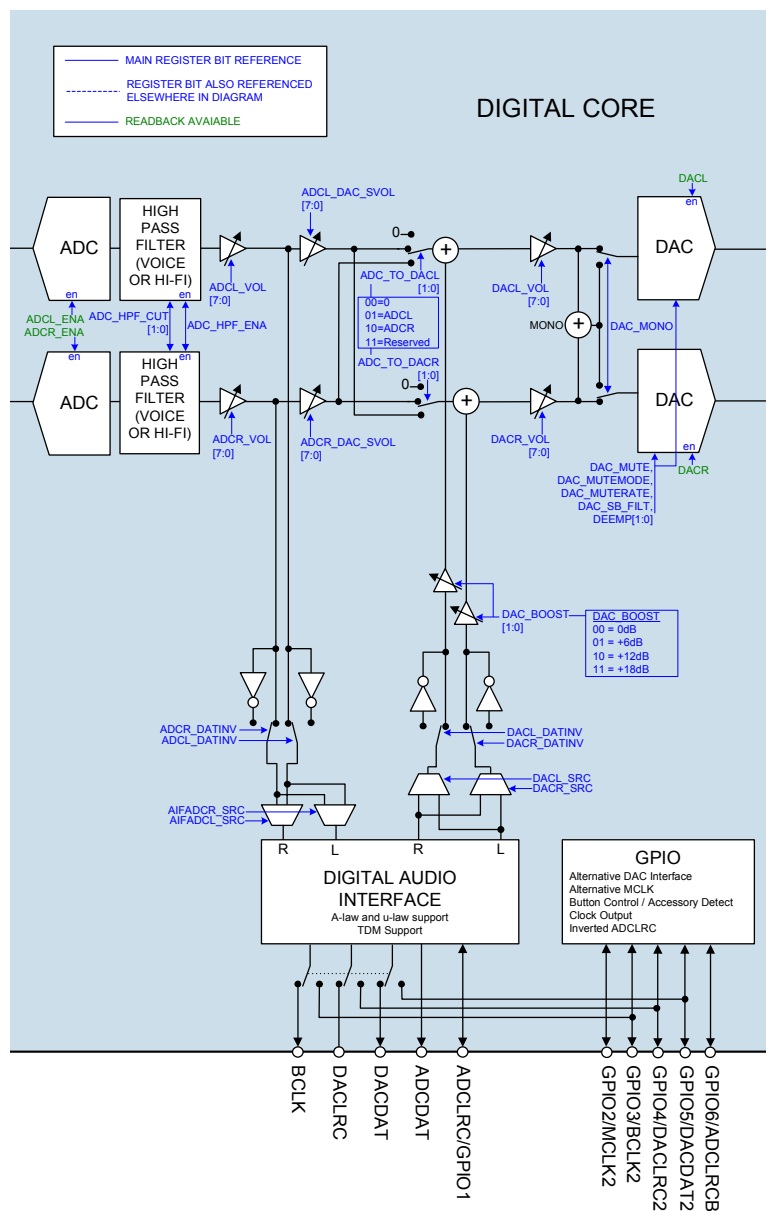 MAIN REGISTER BIT REFERENCE
REGISTER BIT ALSO REFERENCED
ELSEWHERE IN DIAGRAM
READBACK AVAIABLE
DIGITAL CORE
ADCL_DAC_SVOL
[7:0]
DACL
en
ADC
HIGH
PASS
FILTER
(VOICE
OR HI-FI)
en
en
0
ADC_TO_DACL
[1:0]
00=0
01=ADCL
10=ADCR
11=Reserved
ADC_TO_DACR
[1:0]
0
ADCL_VOL
[7:0]
DACL_VOL
[7:0]
DAC
ADCL_ENA
ADCR_ENA
ADC_HPF_CUT
[1:0]
ADC_HPF_ENA
MONO
DAC_MONO
en
en
ADC
HIGH
PASS
FILTER
(VOICE
OR HI-FI)
ADCR_VOL
[7:0]
ADCR_DAC_SVOL
[7:0]
DACR_VOL
[7:0]
DAC
en
DACR
DAC_MUTE,
DAC_MUTEMODE,
DAC_MUTERATE,
DAC_SB_FILT,
DEEMP[1:0]
DAC_BOOST
[1:0]
DAC_BOOST
00 = 0dB
01 = +6dB
10 = +12dB
11 = +18dB
ADCR_DATINV
ADCL_DATINV
DACL_DATINV
DACR_DATINV
DACL_SRC
DACR_SRC
AIFADCR_SRC
AIFADCL_SRC
R
L
R
L
DIGITAL AUDIO
INTERFACE
A-law and u-law support
TDM Support
GPIO
Alternative DAC Interface
Alternative MCLK
Button Control / Accessory Detect
Clock Output
Inverted ADCLRC
BCLK
DACLRC
DACDAT
ADCDAT
ADCLRC/GPIO1
GPIO2/MCLK2
GPIO3/BCLK2
GPIO4/DACLRC2
GPIO5/DACDAT2
GPIO6/ADCLRCB